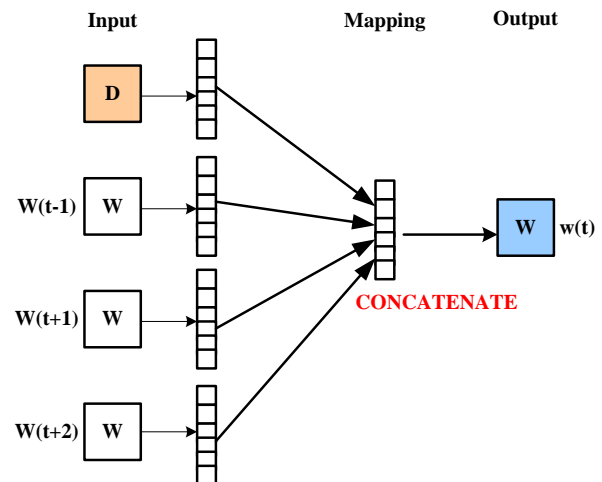 Input Mapping Output
D
W(t-1) W
W w(t)
W(t+1) W
CONCATENATE
W(t+2) W